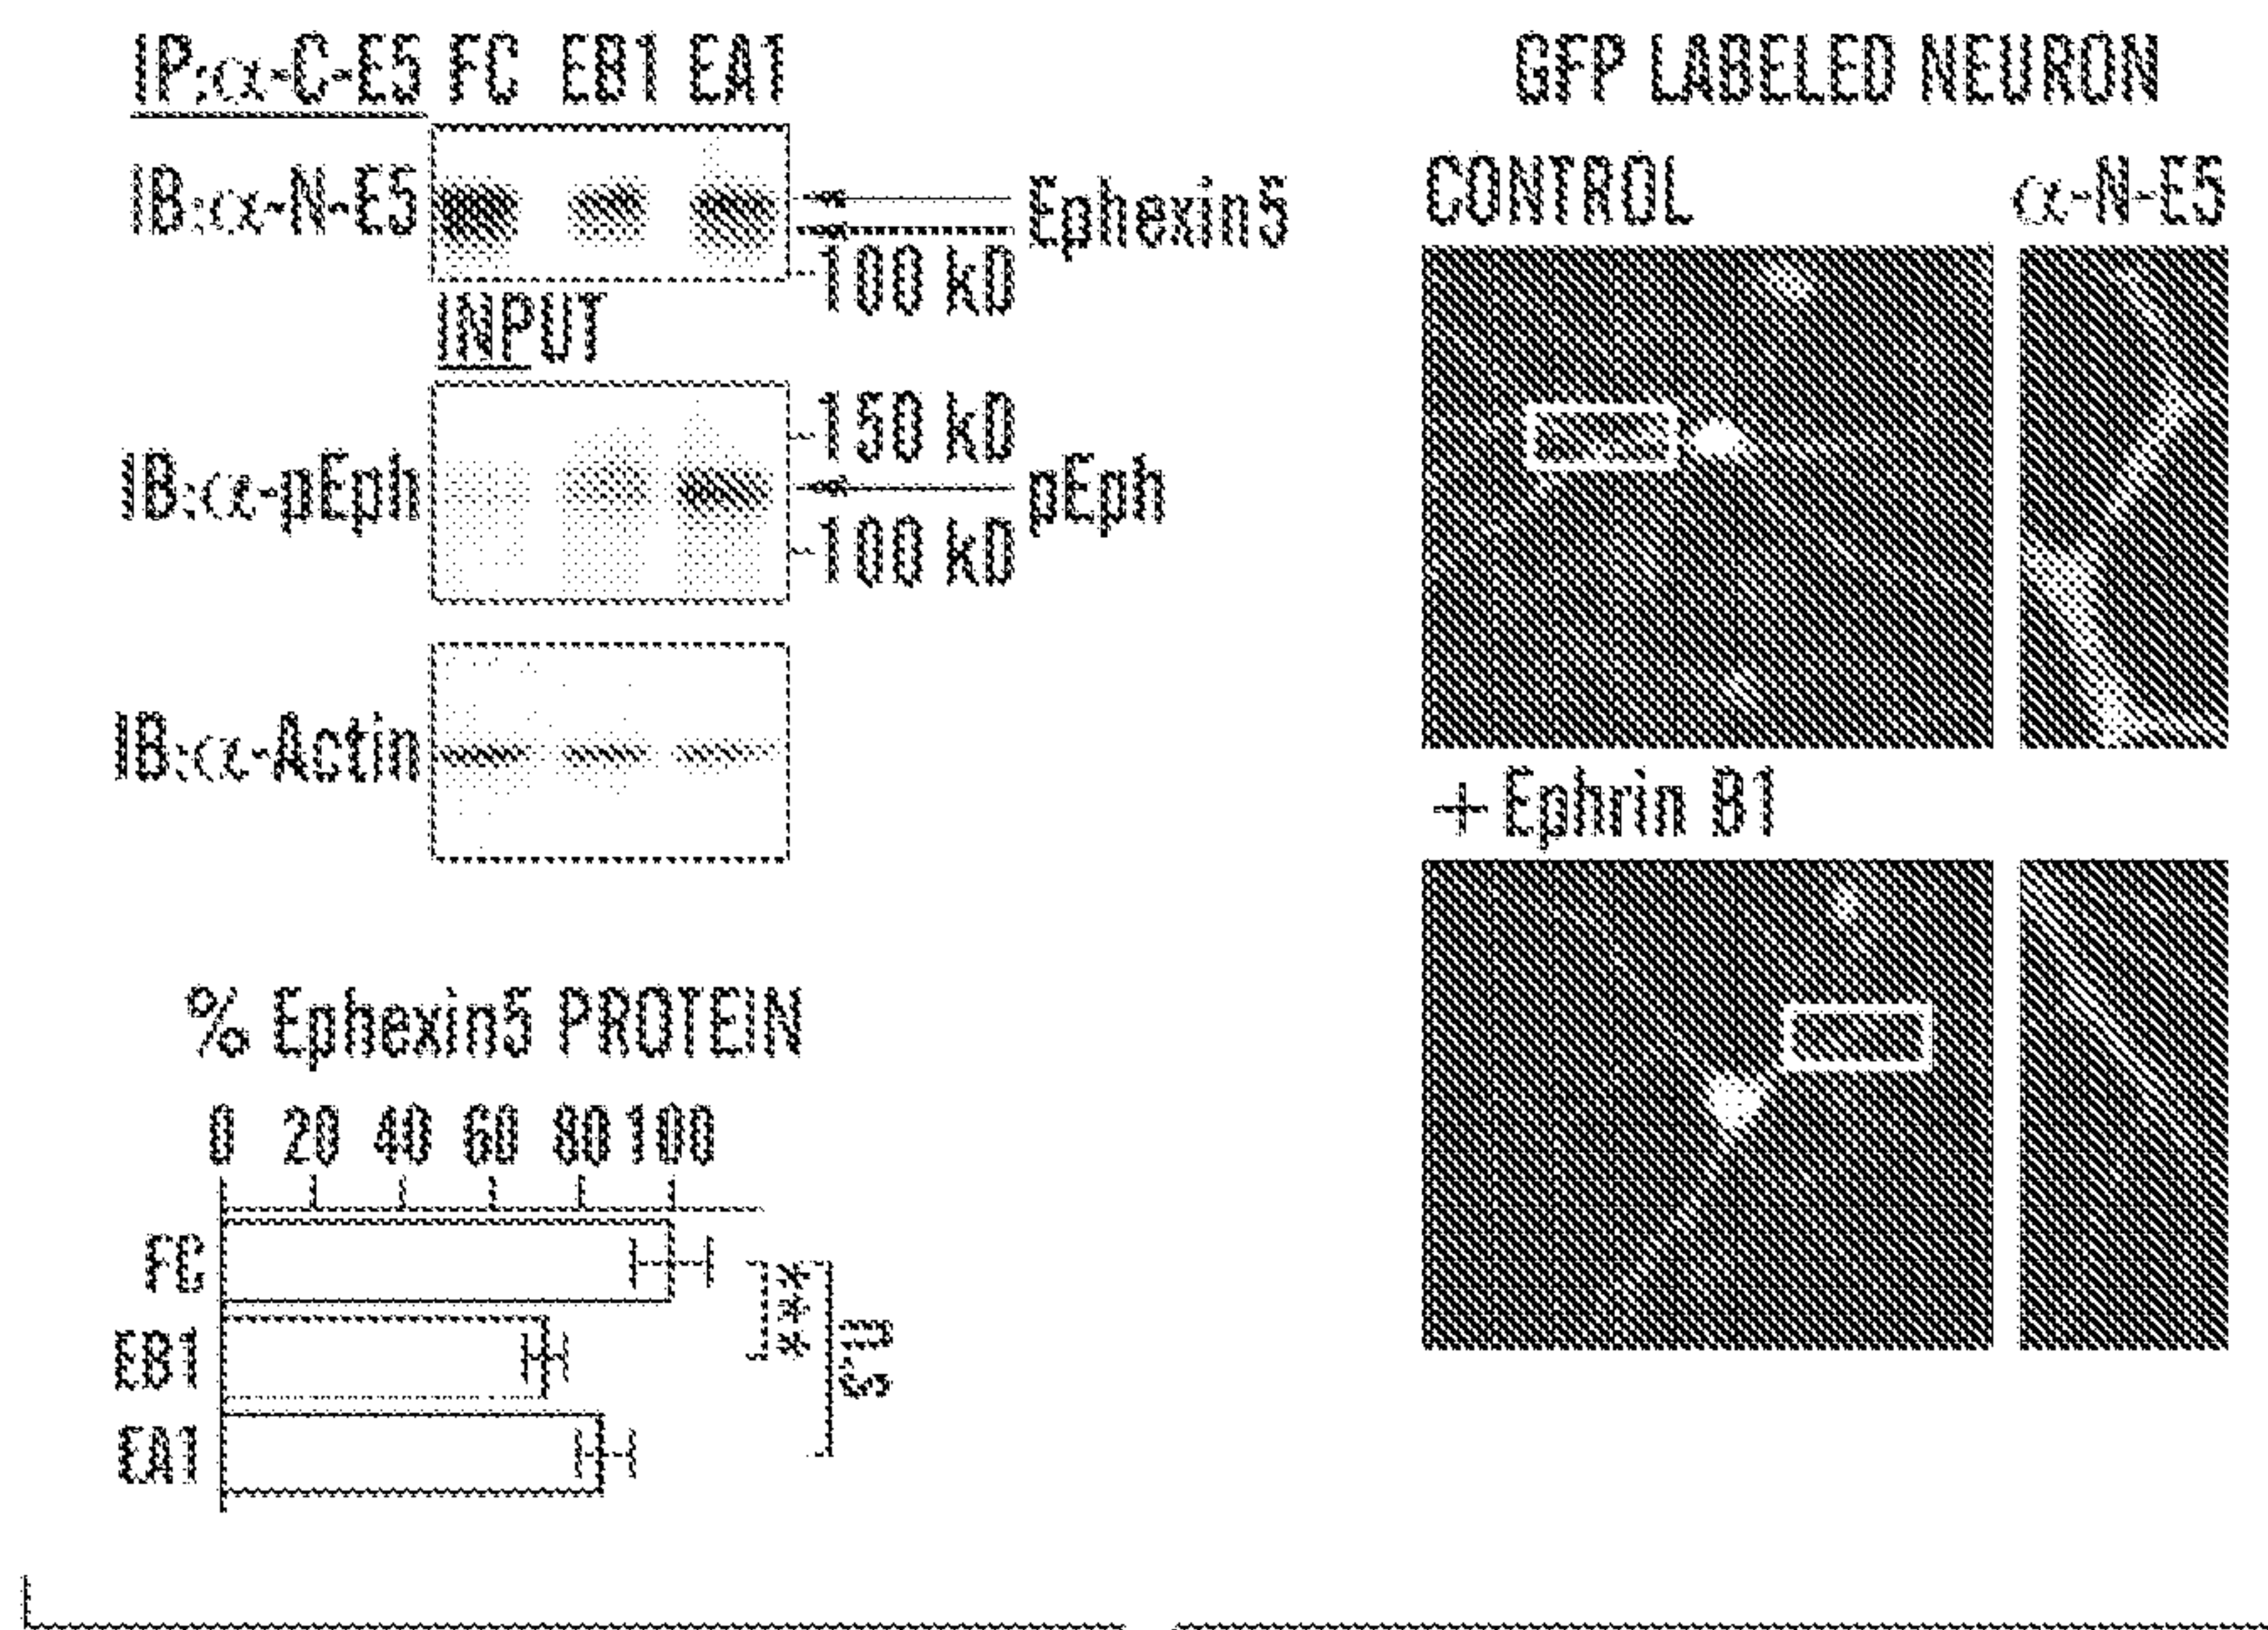 IP:α-C-E5 FC EB1 EA1
IB:α-N-E5
Ephexin5
100 kD
INPUT
150 kD
IB:α-pEph
pEph
100 kD
IB:α-Actin
% Ephexin5 PROTEIN
0 20 40 60 80 100
FC
EB1
EA1
***
n.s
GFP LABELED NEURON
CONTROL
α-N-E5
+ Ephrin B1